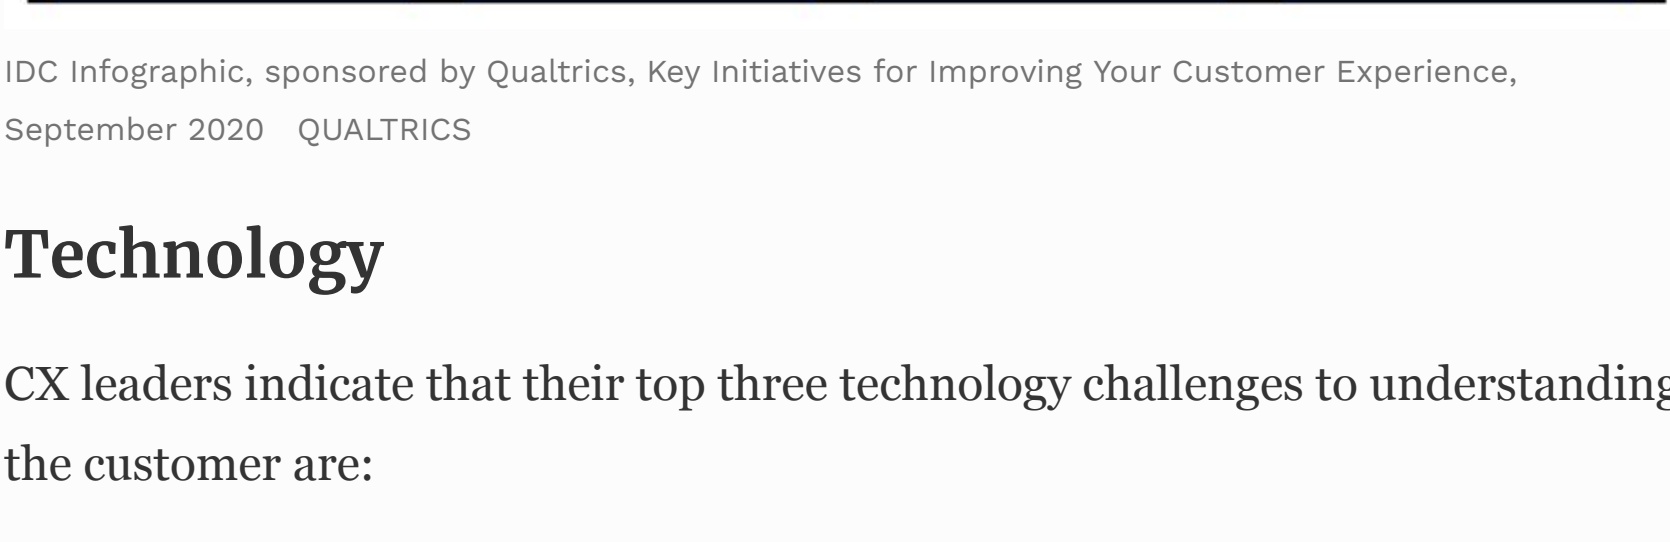 IDC Infographic, sponsored by Qualtrics, Key Initiatives for Improving Your Customer Experience,
September 2020 QUALTRICS
Technology
CX leaders indicate that their top three technology challenges to understanding
the customer are: